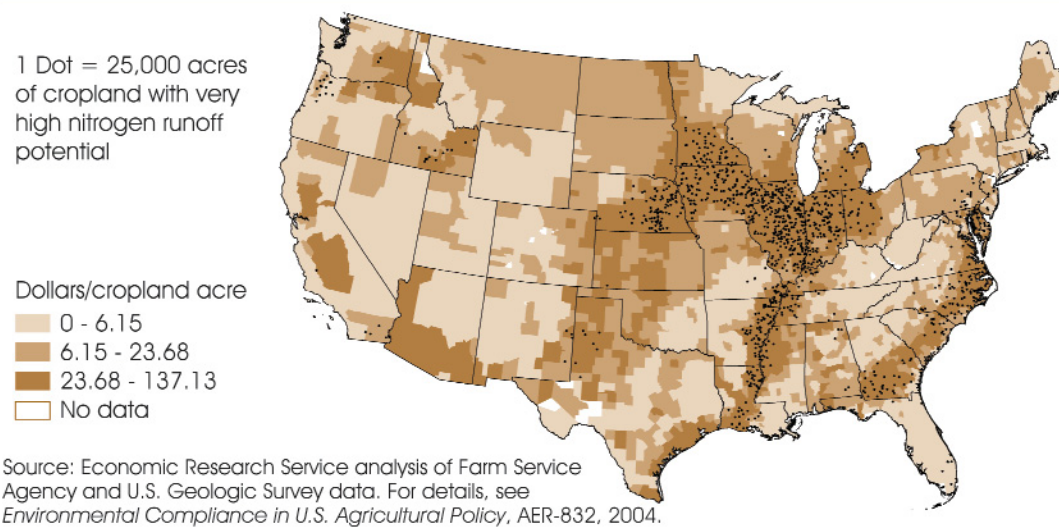 1 Dot = 25,000 acres
of cropland with very
high nitrogen runoff
potential
Dollars/cropland acre
0 - 6.15
6.15 - 23.68
23.68 - 137.13
No data
Source: Economic Research Service analysis of Farm Service
Agency and U.S. Geologic Survey data. For details, see
Environmental Compliance in U.S. Agricultural Policy, AER-832, 2004.